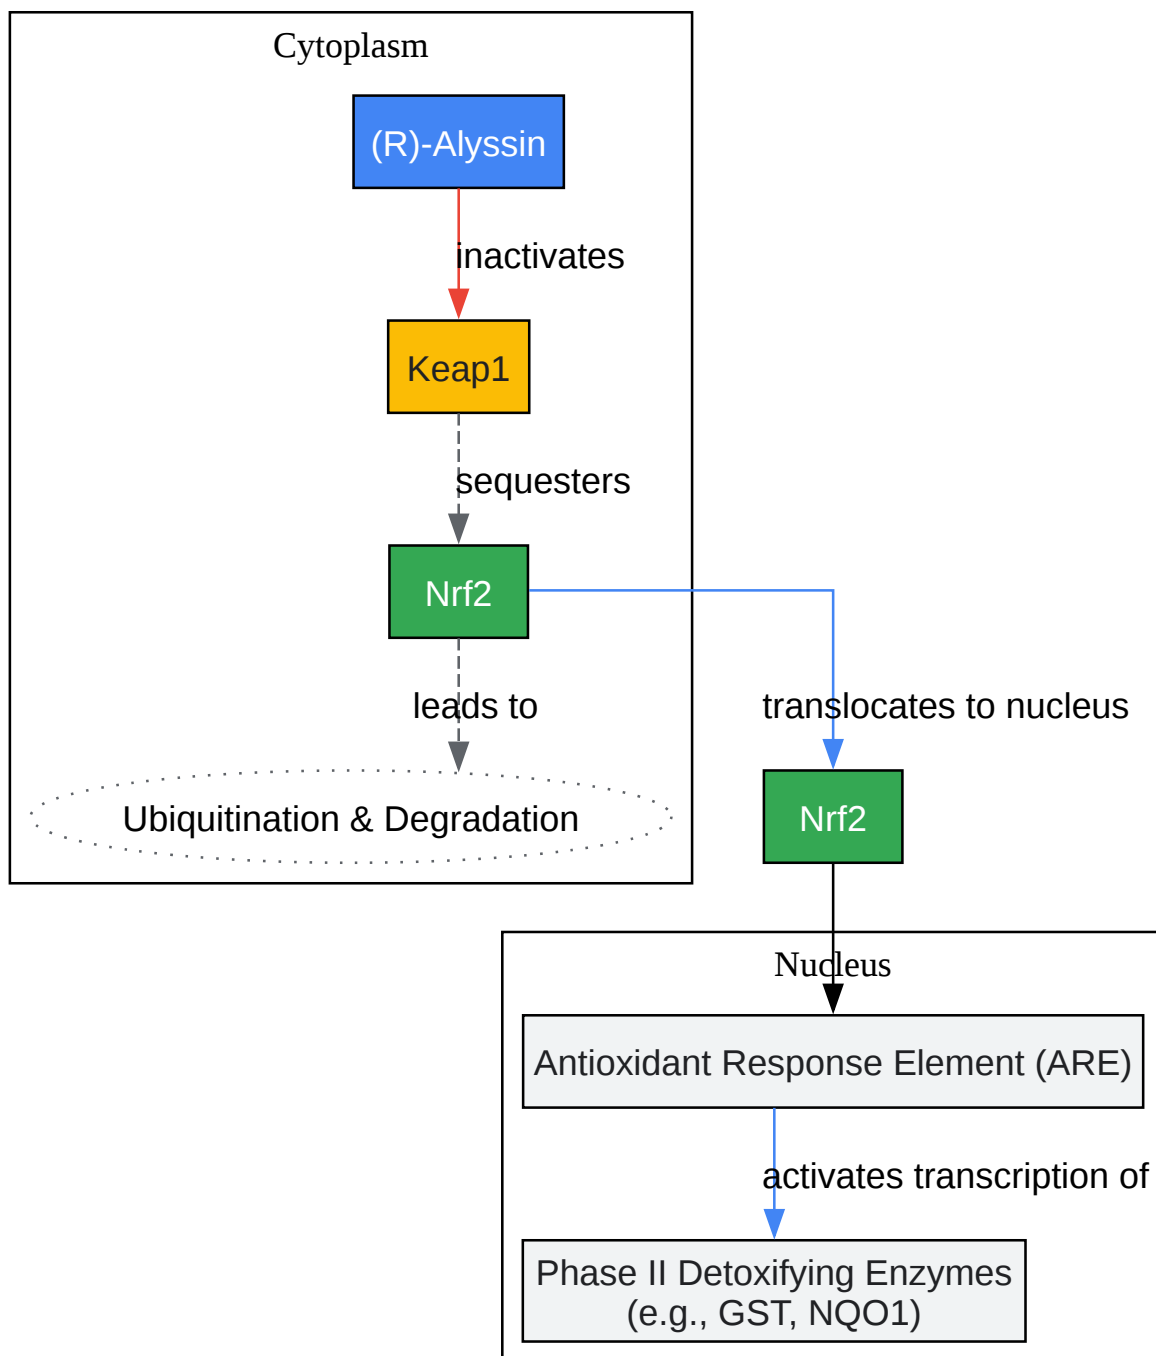 Cytoplasm
(R)-Alyssin
inactivates
Keap1
sequesters
Nrf2
leads to
translocates to nucleus
Ubiquitination & Degradation
Nrf2
Nucleus
Antioxidant Response Element (ARE)
activates transcription of
Phase II Detoxifying Enzymes
(e.g., GST, NQO1)